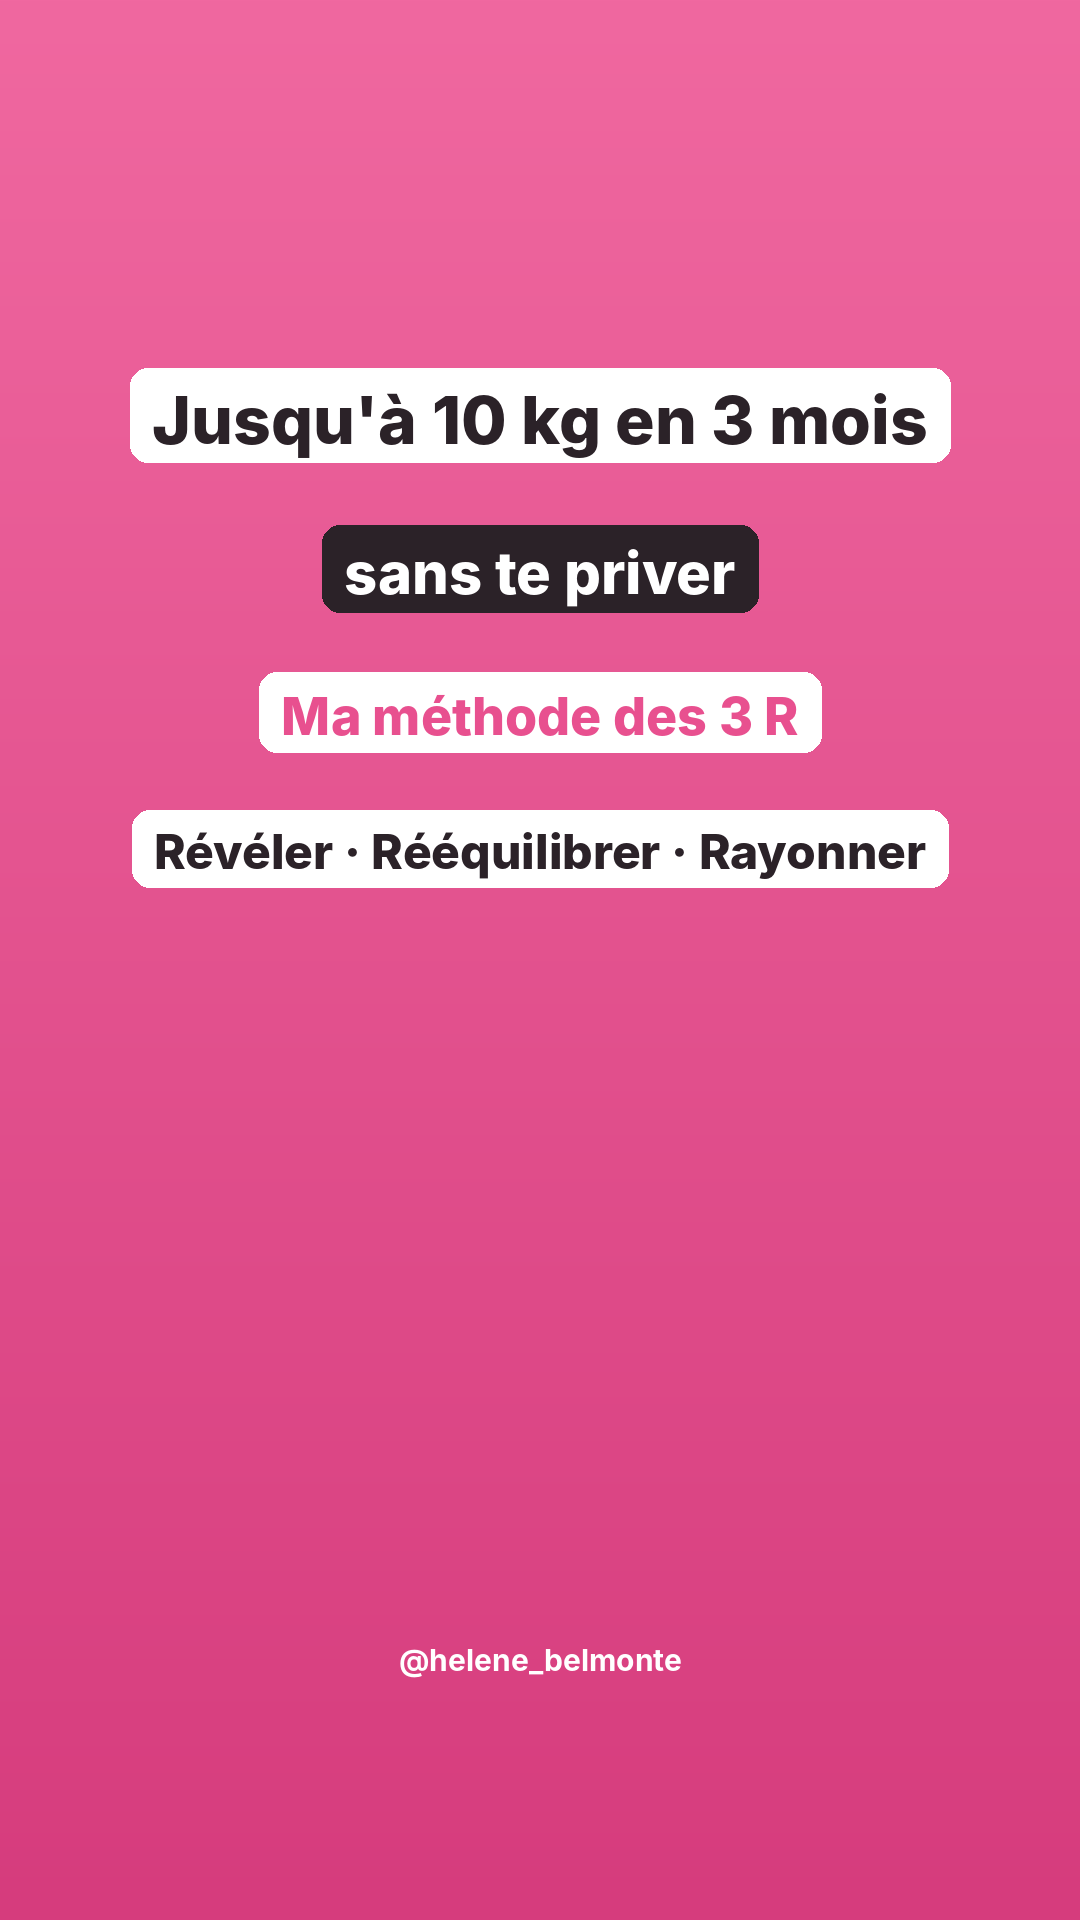 Jusqu'à 10 kg en 3 mois
sans te priver
Ma méthode des 3 R
Révéler · Rééquilibrer · Rayonner
@helene_belmonte